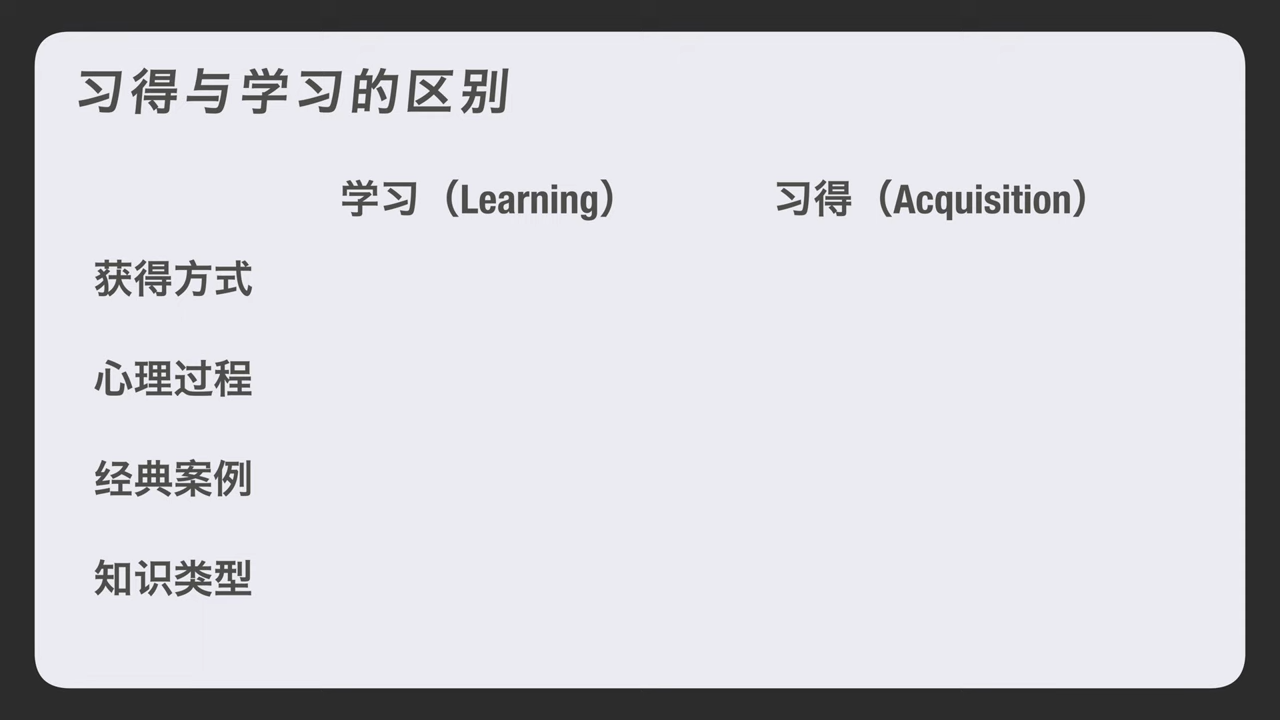 习得与学习的区别
学习（Learning） 习得（Acquisition）
获得方式
心理过程
经典案例
知识类型